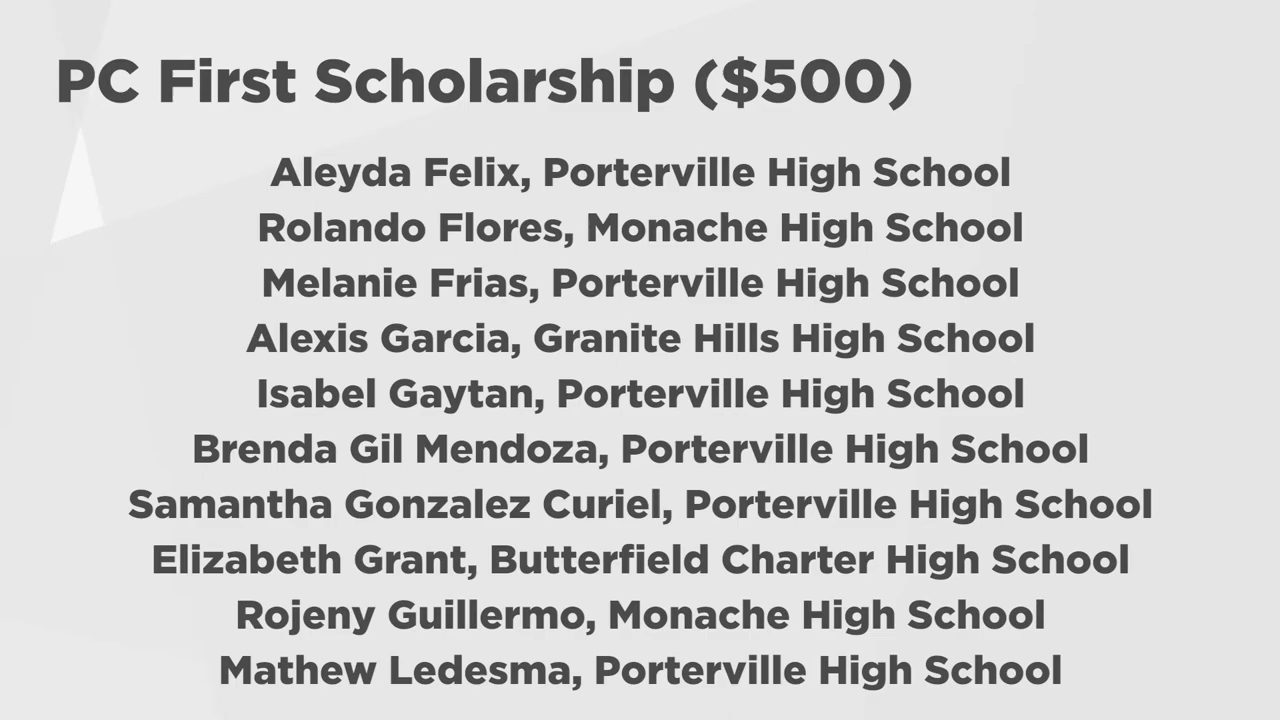 PC First Scholarship ($500)
Aleyda Felix, Porterville High School
Rolando Flores, Monache High School
Melanie Frias, Porterville High School
Alexis Garcia, Granite Hills High School
Isabel Gaytan, Porterville High School
Brenda Gil Mendoza, Porterville High School
Samantha Gonzalez Curiel, Porterville High School
Elizabeth Grant, Butterfield Charter High School
Rojeny Guillermo, Monache High School
Mathew Ledesma, Porterville High School